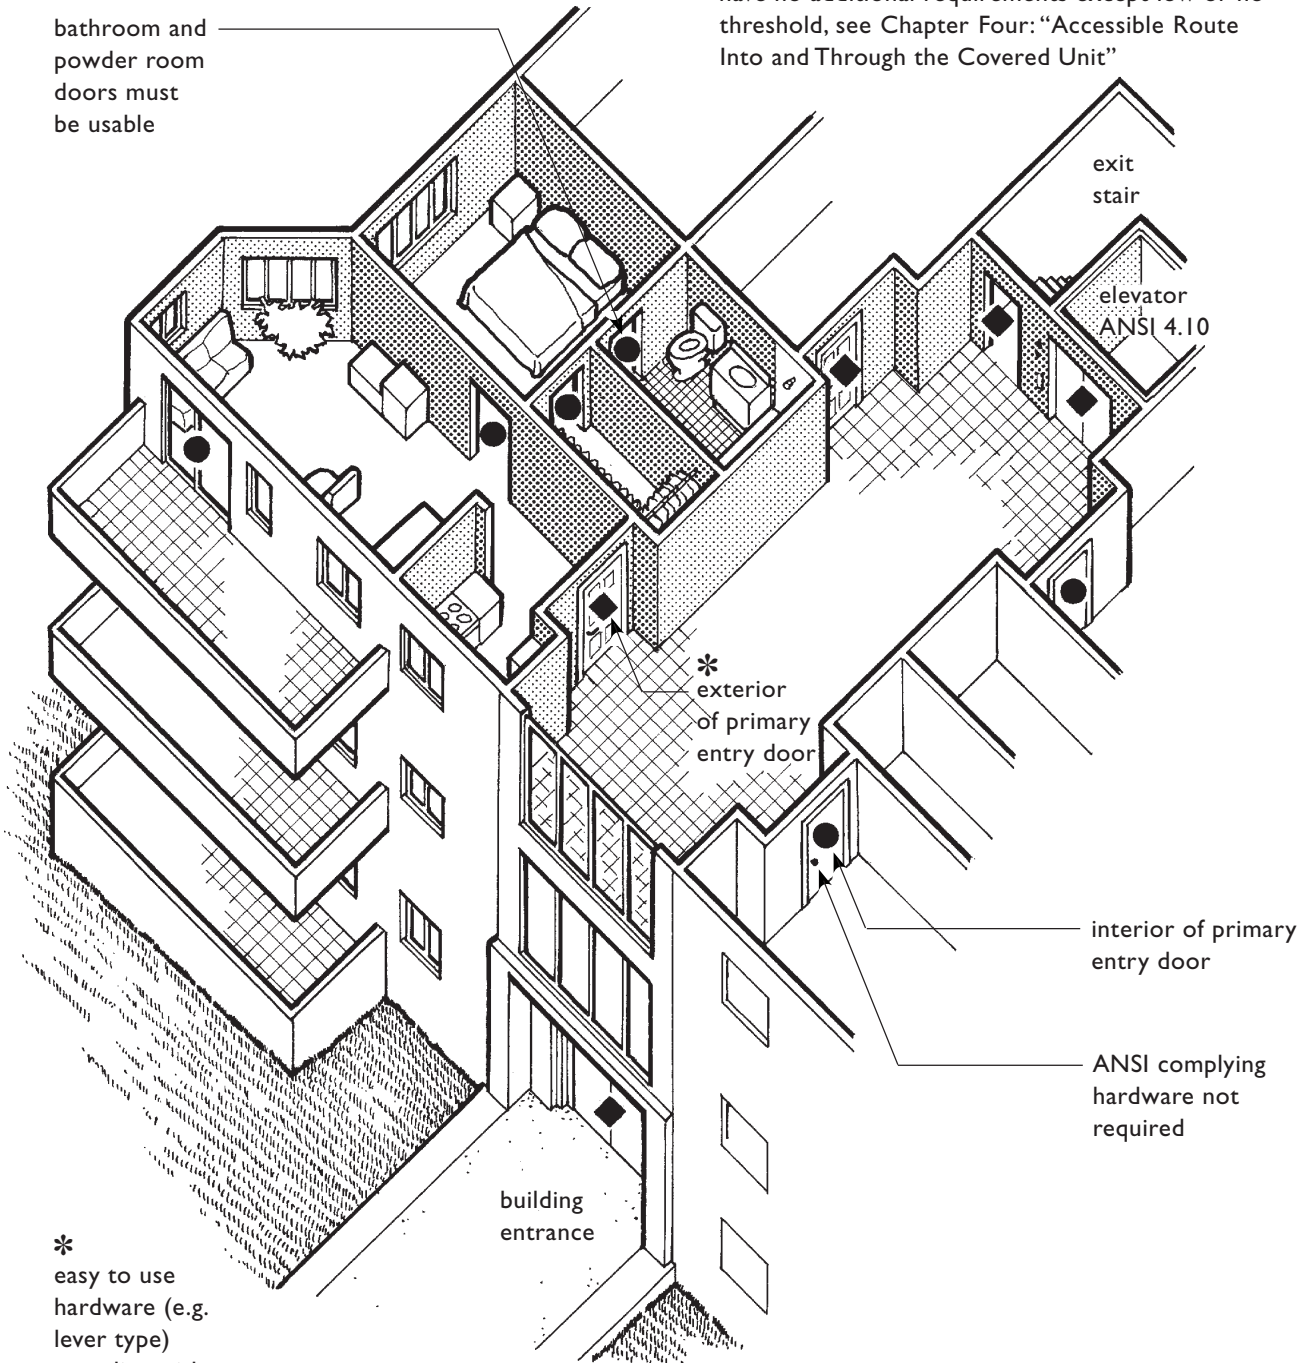 bathroom and
powder room
doors must
be usable
threshold, see Chapter Four: “Accessible Route
Into and Through the Covered Unit”
exit
stair
elevator
ANSI 4.10
*
exterior
of primary
entry door
interior of primary
entry door
ANSI complying
hardware not
required
building
entrance
*
easy to use
hardware (e.g.
lever type)